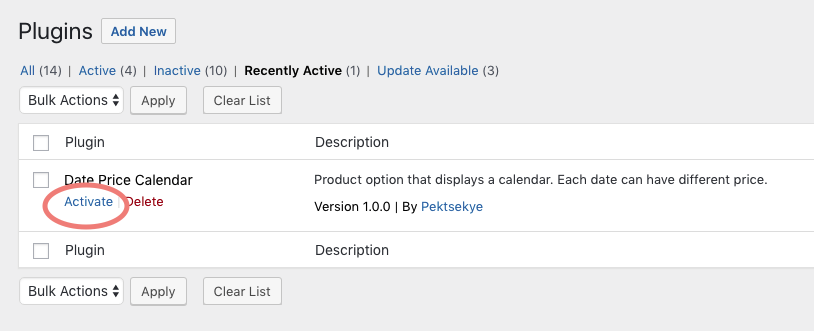 Plugins Add New
All (14) | Active (4) | Inactive (10) | Recently Active (1) | Update Available (3)
Bulk Actions Apply Clear List
Plugin Description
Date Price Calendar Product option that displays a calendar. Each date can have different price.
Activate | Delete Version 1.0.0 | By Pektsekye
Plugin Description
Bulk Actions Apply Clear List